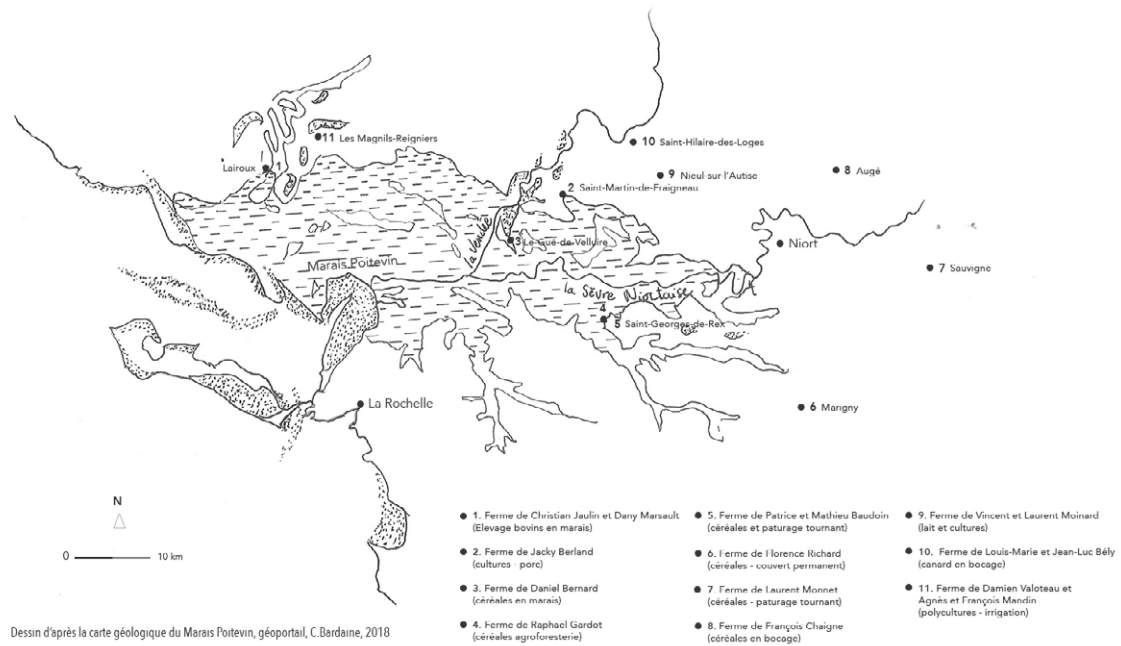 10 Saint-Hilaire-des-Loges
11 Les Magnils-Reigniers
Lairoux 1
9 Nieul-sur-l'Autise
8 Augé
2 Saint-Martin-de-Fraigneau
la Vendée
3 Le-Gué-de-Velluire
Niort
Marais Poitevin
7 Sauvigne
la Sèvre Niortaise
4
5 Saint-Georges-de-Rex
La Rochelle
6 Marigny
N
0 10 km
1. Ferme de Christian Jaulin et Dany Marsault
(Elevage bovins en marais)
2. Ferme de Jacky Berland
(cultures - porc)
3. Ferme de Daniel Bernard
(céréales en marais)
4. Ferme de Raphael Gardot
(céréales agroforesterie)
5. Ferme de Patrice et Mathieu Baudoin
(céréales et paturage tournant)
6. Ferme de Florence Richard
(céréales - couvert permanent)
7. Ferme de Laurent Monnet
(céréales - paturage tournant)
8. Ferme de François Chaigne
(céréales en bocage)
9. Ferme de Vincent et Laurent Moinard
(lait et cultures)
10. Ferme de Louis-Marie et Jean-Luc Bély
(canard en bocage)
11. Ferme de Damien Valoteau et
Agnès et François Mandin
(polycultures - irrigation)
Dessin d'après la carte géologique du Marais Poitevin, géoportail, C.Bardaine, 2018